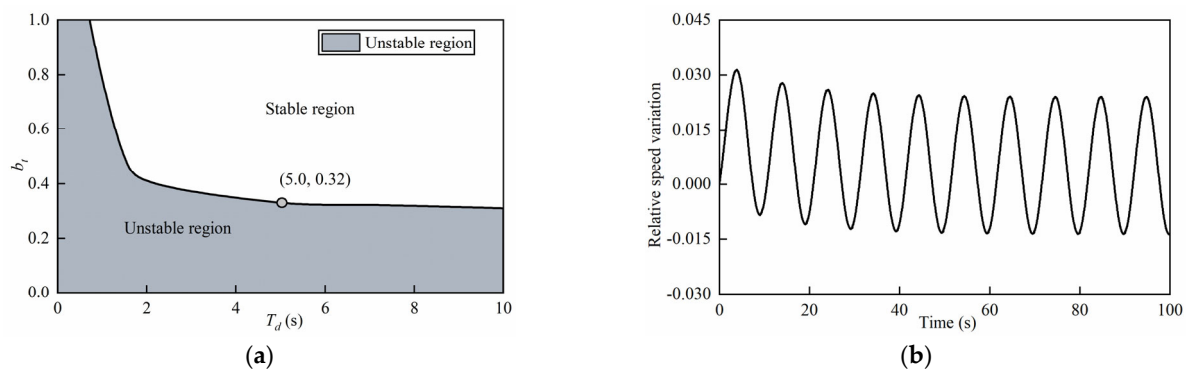 1.0
0.8
0.6
0.4
0.2
0.0
b_t
Unstable region
Stable region
(5.0, 0.32)
Unstable region
0 2 4 6 8 10
T_d (s)
(a)
0.045
0.030
0.015
0.000
-0.015
-0.030
Relative speed variation
0 20 40 60 80 100
Time (s)
(b)